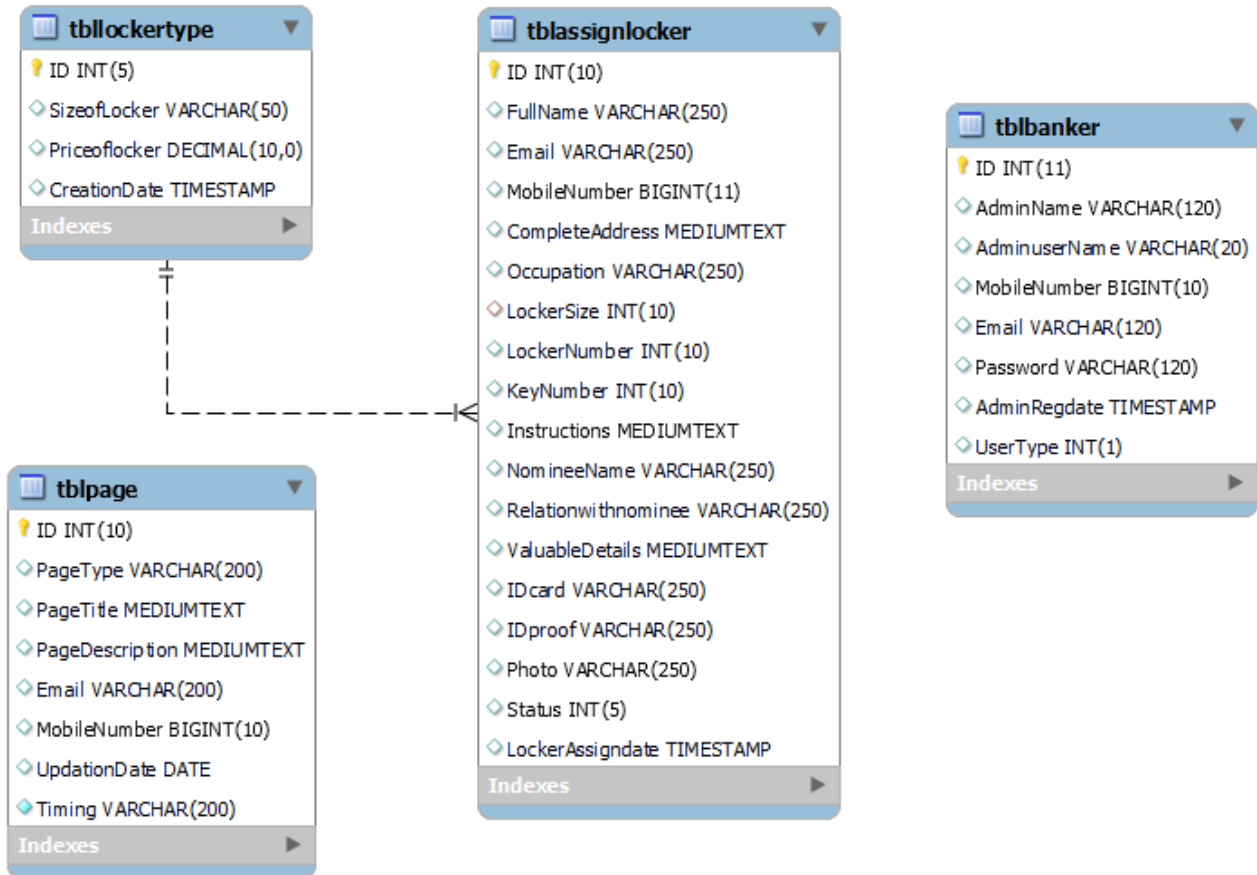 tbllockertype
ID INT(5)
SizeofLocker VARCHAR(50)
Priceoflocker DECIMAL(10,0)
CreationDate TIMESTAMP
Indexes
tblpage
ID INT(10)
PageType VARCHAR(200)
PageTitle MEDIUMTEXT
PageDescription MEDIUMTEXT
Email VARCHAR(200)
MobileNumber BIGINT(10)
UpdationDate DATE
Timing VARCHAR(200)
Indexes
tblassignlocker
ID INT(10)
FullName VARCHAR(250)
Email VARCHAR(250)
MobileNumber BIGINT(11)
CompleteAddress MEDIUMTEXT
Occupation VARCHAR(250)
LockerSize INT(10)
LockerNumber INT(10)
KeyNumber INT(10)
Instructions MEDIUMTEXT
NomineeName VARCHAR(250)
Relationwithnominee VARCHAR(250)
ValuableDetails MEDIUMTEXT
IDcard VARCHAR(250)
IDproof VARCHAR(250)
Photo VARCHAR(250)
Status INT(5)
LockerAssigndate TIMESTAMP
Indexes
tblbanker
ID INT(11)
AdminName VARCHAR(120)
AdminuserName VARCHAR(20)
MobileNumber BIGINT(10)
Email VARCHAR(120)
Password VARCHAR(120)
AdminRegdate TIMESTAMP
UserType INT(1)
Indexes